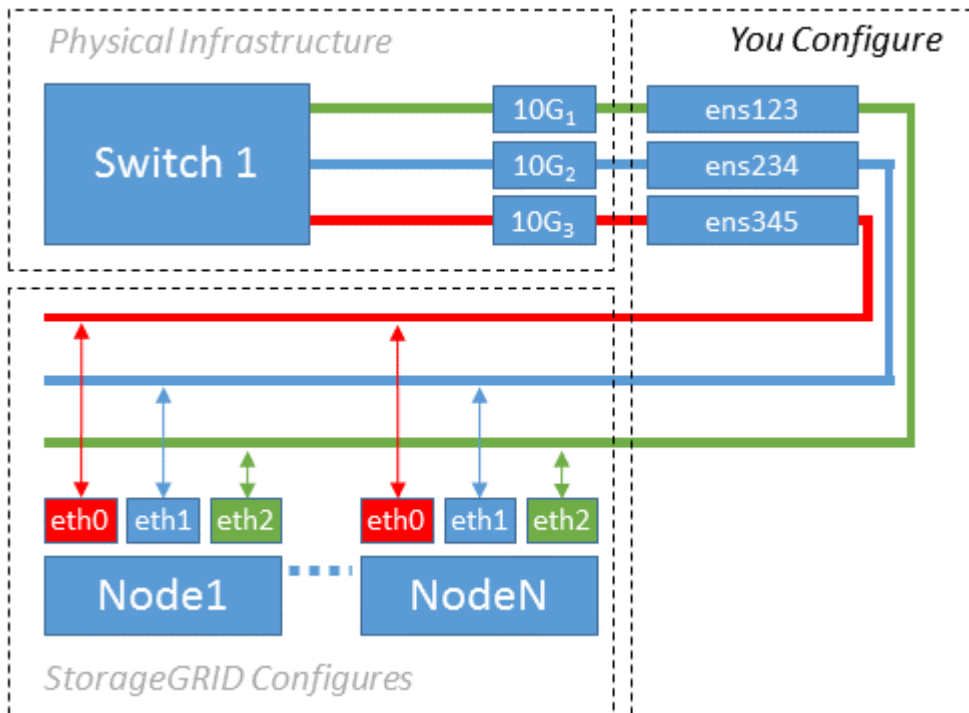 Physical Infrastructure
You Configure
Switch 1
10G₁
ens123
10G₂
ens234
10G₃
ens345
eth0
eth1
eth2
eth0
eth1
eth2
Node1
NodeN
StorageGRID Configures